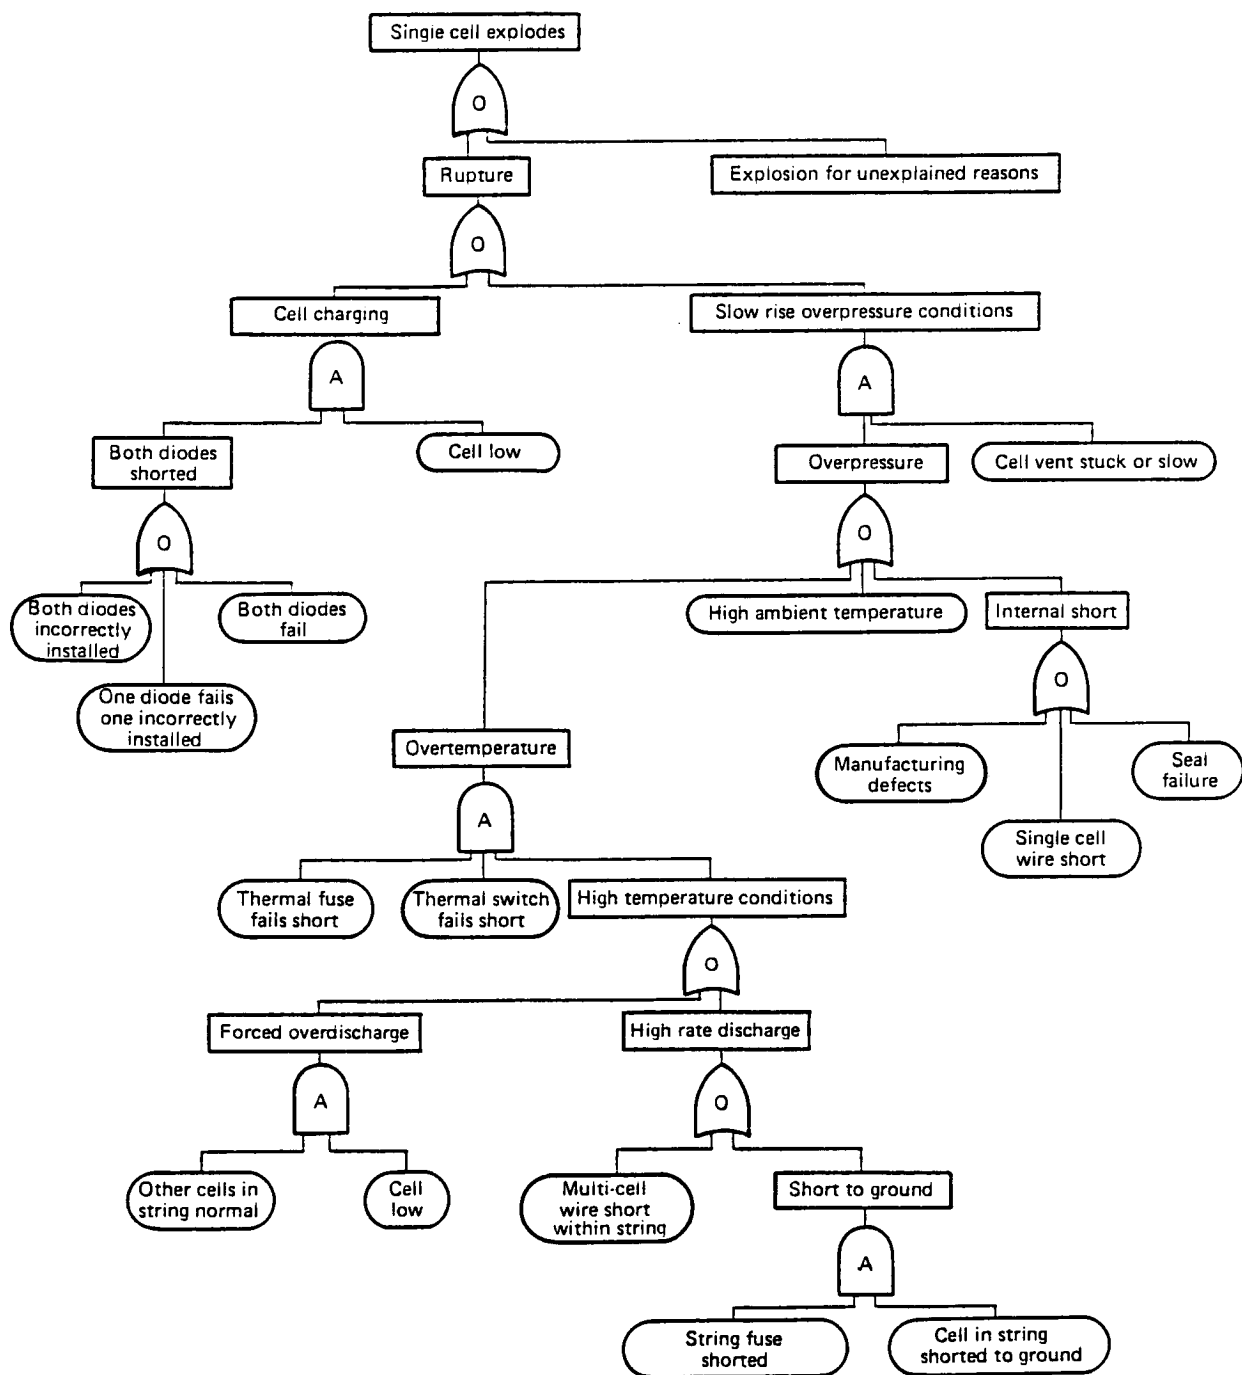 Single cell explodes
O
Rupture
Explosion for unexplained reasons
O
Cell charging
Slow rise overpressure conditions
A
A
Both diodes
shorted
Cell low
Overpressure
Cell vent stuck or slow
O
O
Both diodes
incorrectly
installed
Both diodes
fail
High ambient temperature
Internal short
One diode fails
one incorrectly
installed
O
Overtemperature
Manufacturing
defects
Seal
failure
A
Single cell
wire short
Thermal fuse
fails short
Thermal switch
fails short
High temperature conditions
O
Forced overdischarge
High rate discharge
A
O
Other cells in
string normal
Cell
low
Multi-cell
wire short
within string
Short to ground
A
String fuse
shorted
Cell in string
shorted to ground